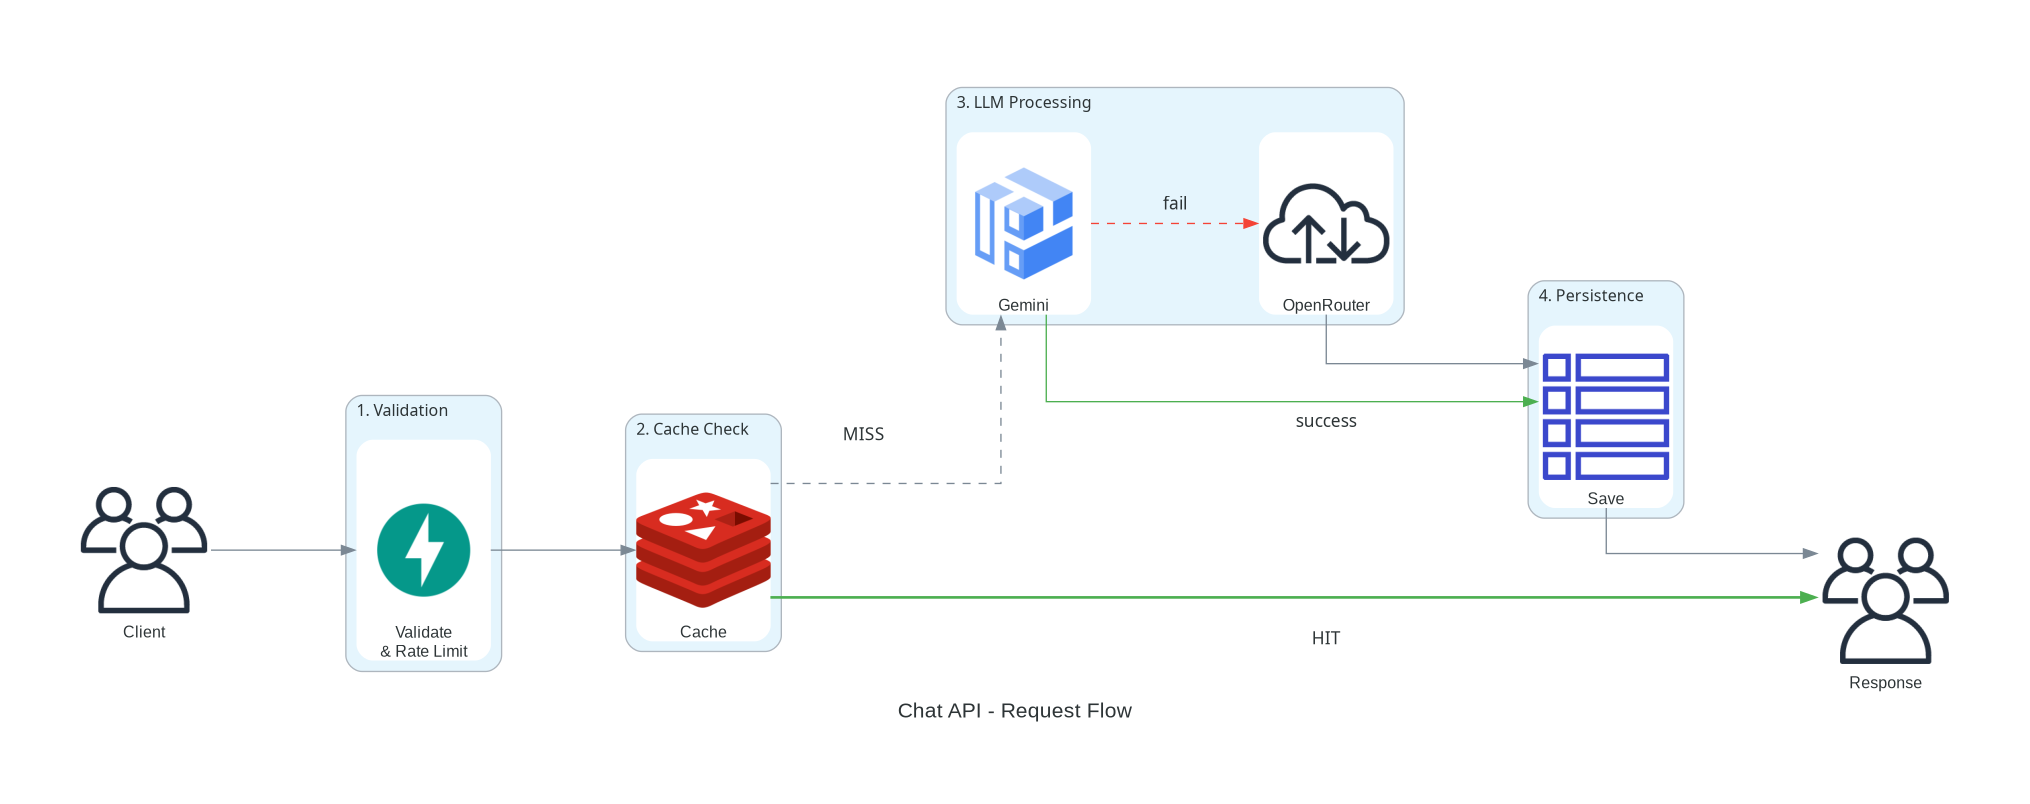 3. LLM Processing
fail
Gemini
OpenRouter
4. Persistence
success
Save
1. Validation
2. Cache Check
MISS
Client
Validate
& Rate Limit
Cache
HIT
Response
Chat API - Request Flow